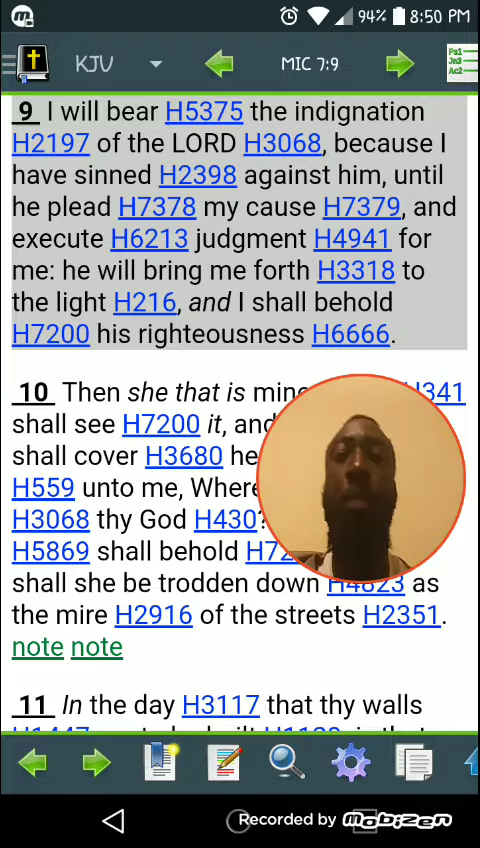 94% 8:50 PM
KJV MIC 7:9 Ps1
Jn3
Ac2
9 I will bear H5375 the indignation
H2197 of the LORD H3068, because I
have sinned H2398 against him, until
he plead H7378 my cause H7379, and
execute H6213 judgment H4941 for
me: he will bring me forth H3318 to
the light H216, and I shall behold
H7200 his righteousness H6666.
10 Then she that is mine H341
shall see H7200 it, and
shall cover H3680 he
H559 unto me, Where
H3068 thy God H430?
H5869 shall behold H72
shall she be trodden down H4823 as
the mire H2916 of the streets H2351.
note note
11 In the day H3117 that thy walls
Recorded by Mobizen